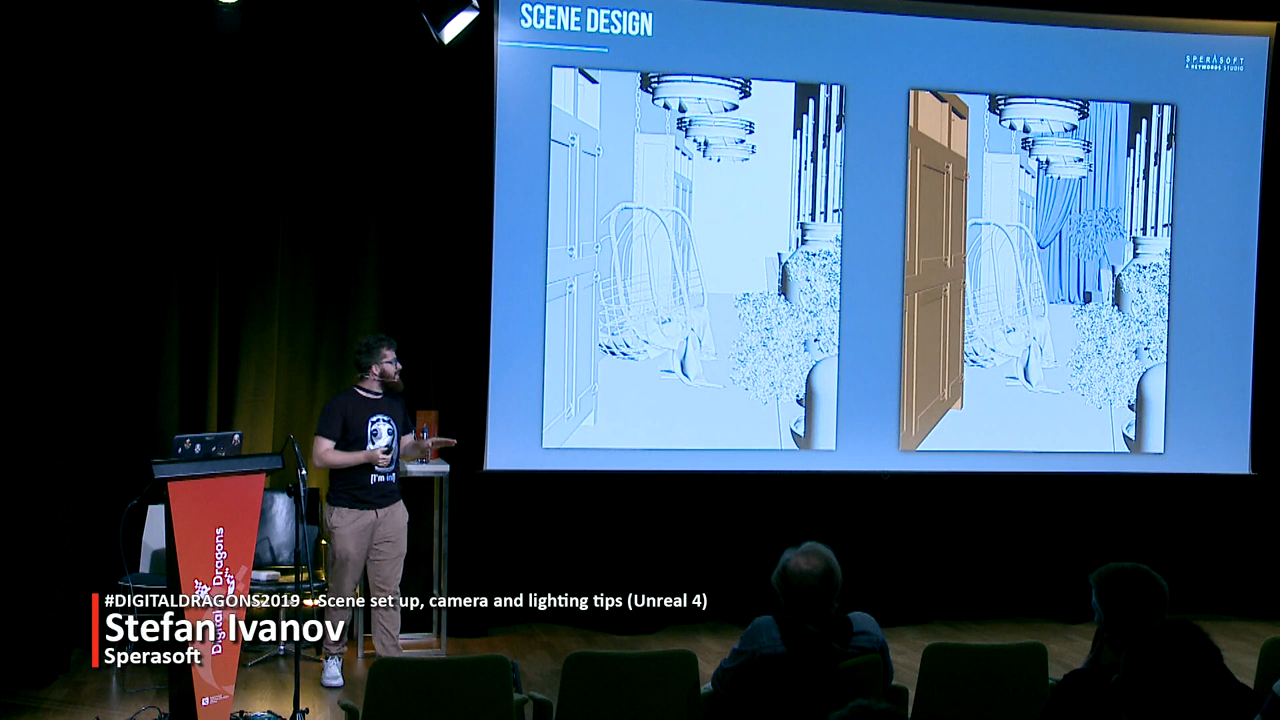 SCENE DESIGN
SPERASOFT
A KEYWORDS STUDIO
[I'm in!]
Digital Dragons
#DIGITALDRAGONS2019 - Scene set up, camera and lighting tips (Unreal 4)
Stefan Ivanov
Sperasoft